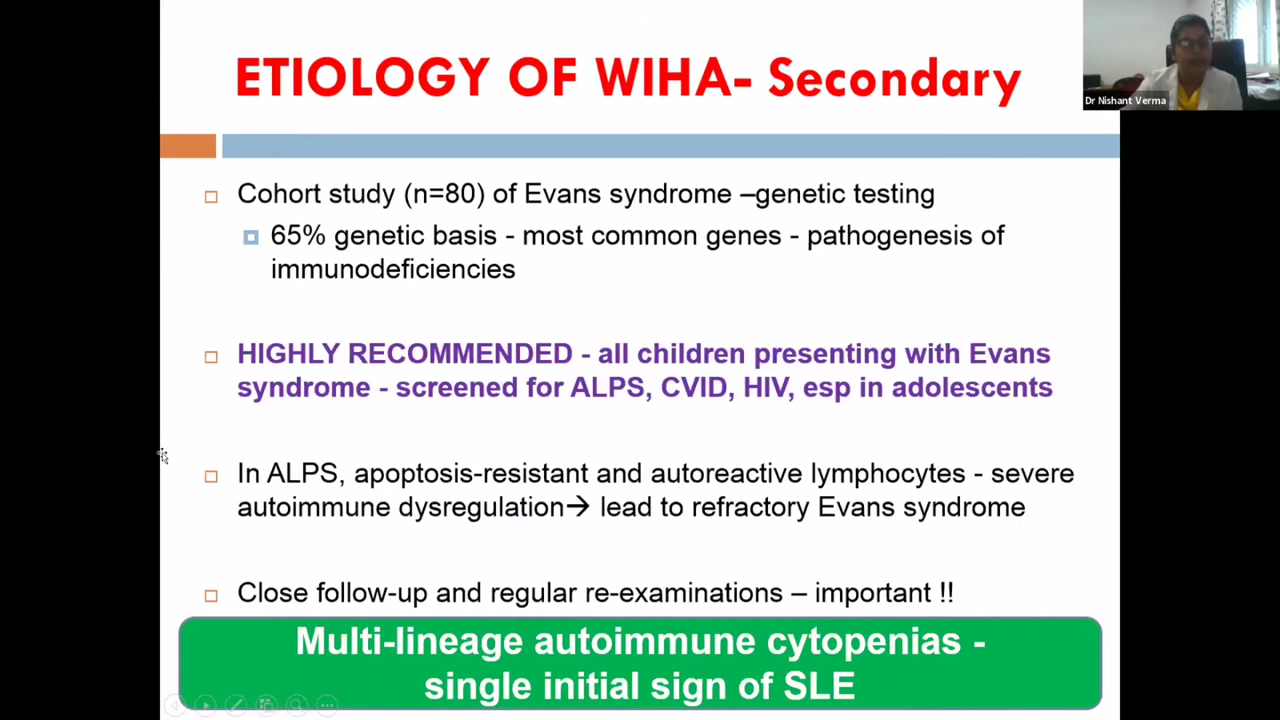 ETIOLOGY OF WIHA- Secondary
Dr Nishant Verma
Cohort study (n=80) of Evans syndrome –genetic testing
65% genetic basis - most common genes - pathogenesis of
immunodeficiencies
HIGHLY RECOMMENDED - all children presenting with Evans
syndrome - screened for ALPS, CVID, HIV, esp in adolescents
In ALPS, apoptosis-resistant and autoreactive lymphocytes - severe
autoimmune dysregulation→ lead to refractory Evans syndrome
Close follow-up and regular re-examinations – important !!
Multi-lineage autoimmune cytopenias -
single initial sign of SLE